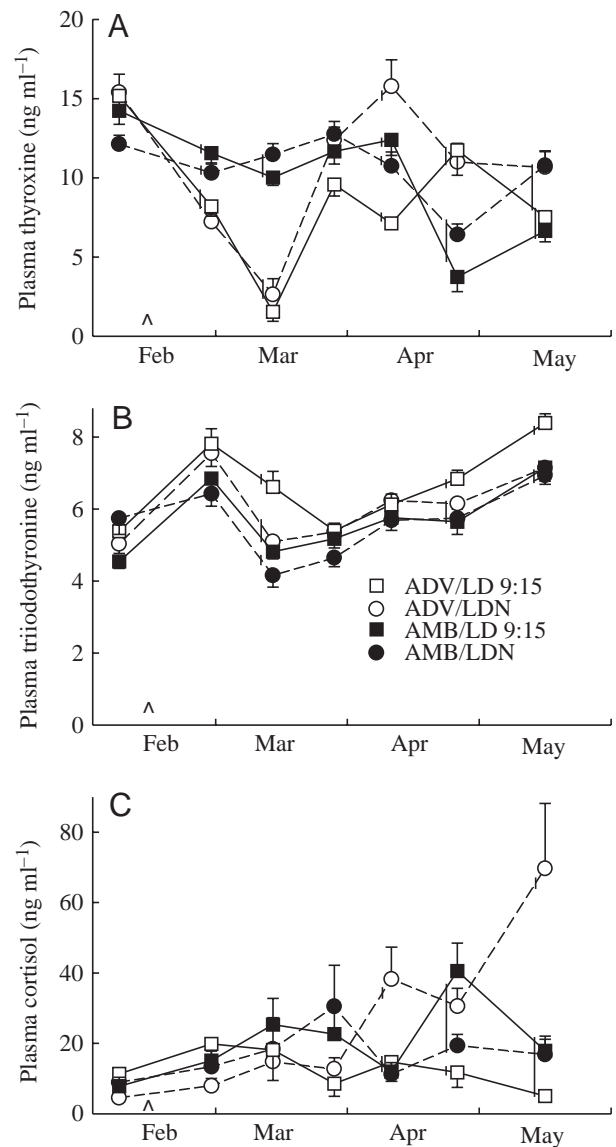 A
Plasma thyroxine (ng ml−1)
20
15
10
5
0
^
Feb Mar Apr May
B
Plasma triiodothyronine (ng ml−1)
8
6
4
2
0
ADV/LD 9:15
ADV/LDN
AMB/LD 9:15
AMB/LDN
^
Feb Mar Apr May
C
Plasma cortisol (ng ml−1)
80
60
40
20
0
^
Feb Mar Apr May